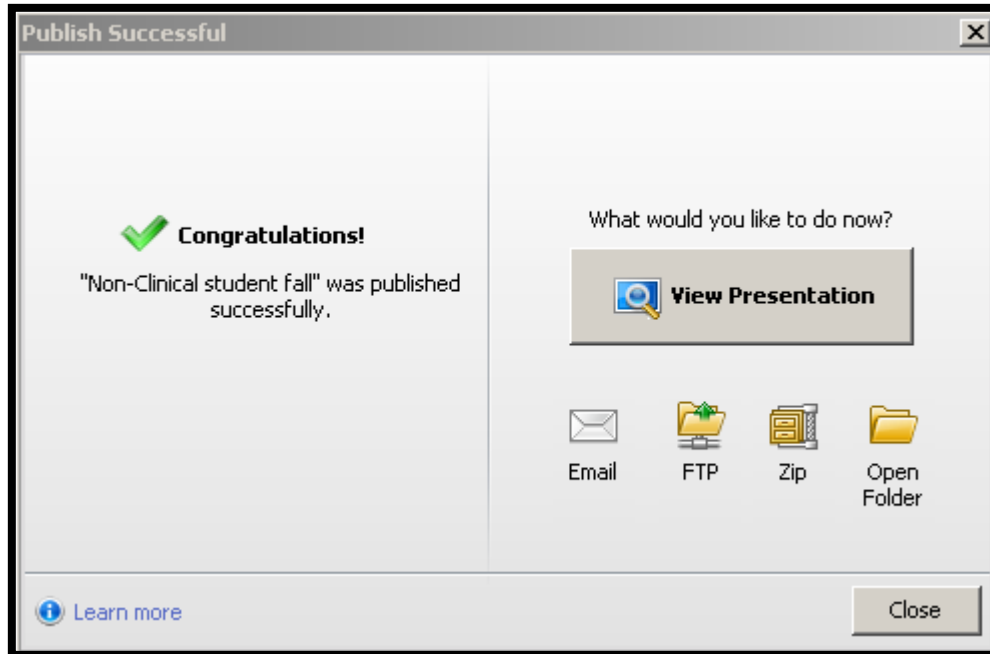 Publish Successful
Congratulations!
"Non-Clinical student fall" was published
successfully.
What would you like to do now?
View Presentation
Email
FTP
Zip
Open
Folder
Learn more
Close